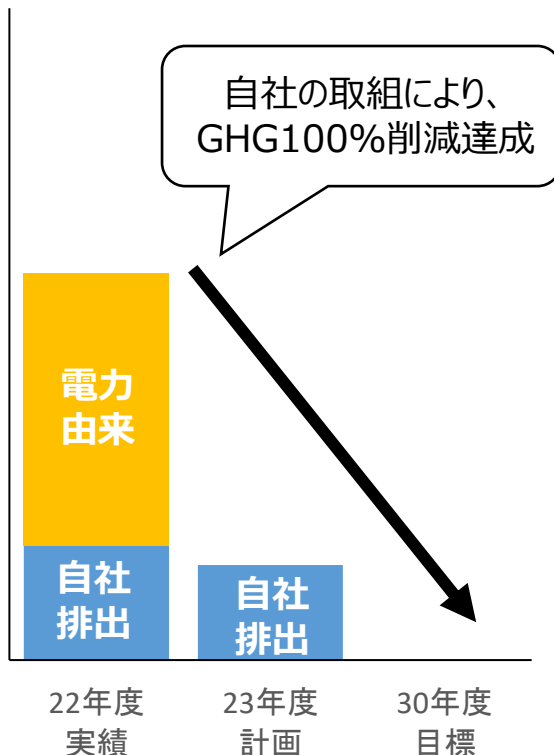 自社の取組により、
GHG100%削減達成
電力
由来
自社
排出
自社
排出
22年度
実績
23年度
計画
30年度
目標